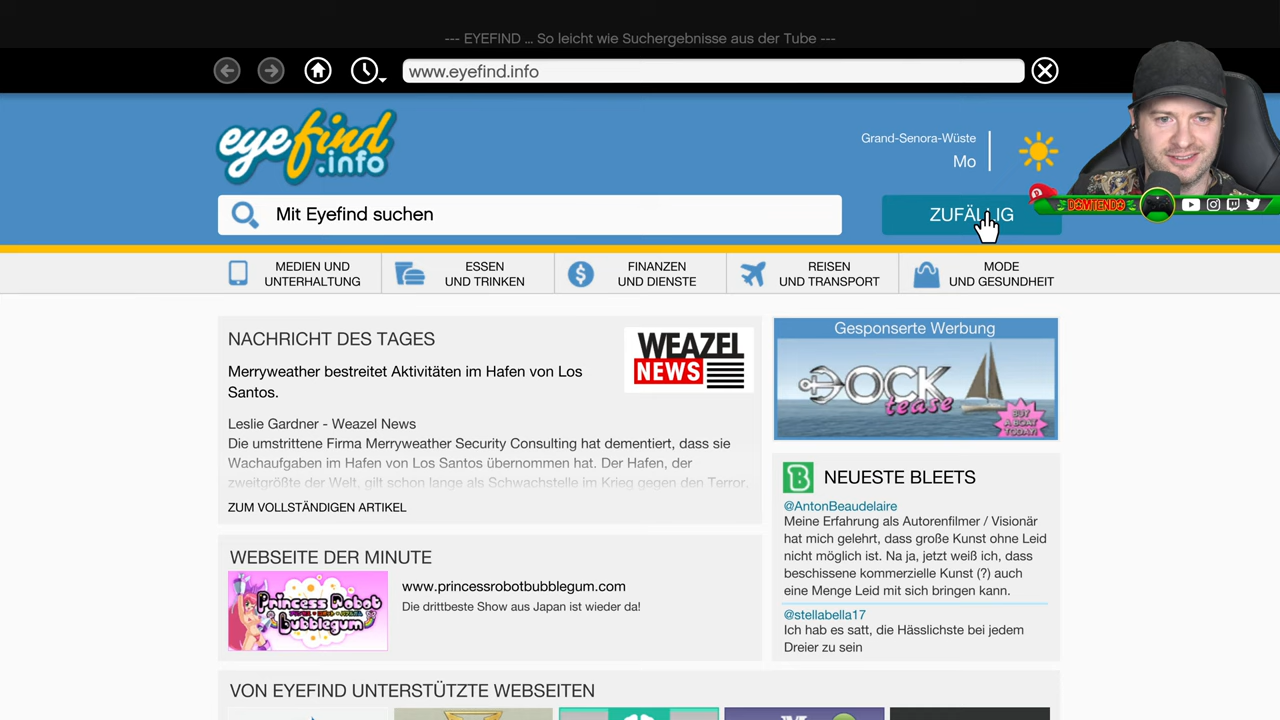 --- EYEFIND ... So leicht wie Suchergebnisse aus der Tube ---
www.eyefind.info
eyefind
.info
Grand-Senora-Wüste
Mo
Mit Eyefind suchen
ZUFÄLLIG
DOMTENDO
MEDIEN UND
UNTERHALTUNG
ESSEN
UND TRINKEN
FINANZEN
UND DIENSTE
REISEN
UND TRANSPORT
MODE
UND GESUNDHEIT
NACHRICHT DES TAGES
WEAZEL
NEWS
Merryweather bestreitet Aktivitäten im Hafen von Los
Santos.
Leslie Gardner - Weazel News
Die umstrittene Firma Merryweather Security Consulting hat dementiert, dass sie
Wachaufgaben im Hafen von Los Santos übernommen hat. Der Hafen, der
zweitgrößte der Welt, gilt schon lange als Schwachstelle im Krieg gegen den Terror.
ZUM VOLLSTÄNDIGEN ARTIKEL
Gesponserte Werbung
DOCK
tease
BUY
A BOAT
TODAY!
NEUESTE BLEETS
@AntonBeaudelaire
Meine Erfahrung als Autorenfilmer / Visionär
hat mich gelehrt, dass große Kunst ohne Leid
nicht möglich ist. Na ja, jetzt weiß ich, dass
beschissene kommerzielle Kunst (?) auch
eine Menge Leid mit sich bringen kann.
@stellabella17
Ich hab es satt, die Hässlichste bei jedem
Dreier zu sein
WEBSEITE DER MINUTE
Princess Robot
Bubblegum
www.princessrobotbubblegum.com
Die drittbeste Show aus Japan ist wieder da!
VON EYEFIND UNTERSTÜTZTE WEBSEITEN